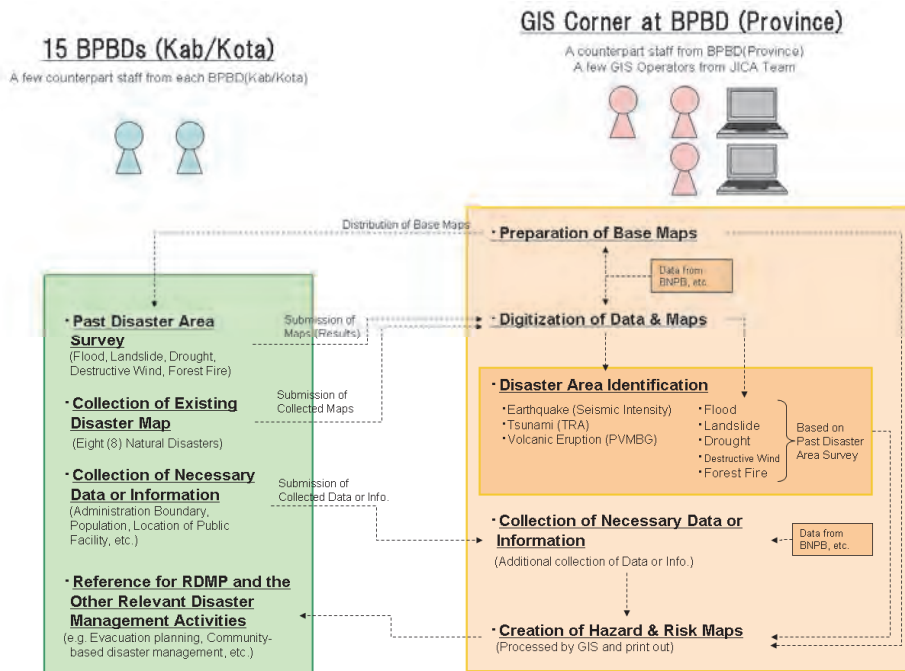 15 BPBDs (Kab/Kota)
A few counterpart staff from each BPBD(Kab/Kota)
GIS Corner at BPBD (Province)
A counterpart staff from BPBD(Province)
A few GIS Operators from JICA Team
Distribution of Base Maps
・Preparation of Base Maps
Data from
BNPB, etc.
・Past Disaster Area
Survey
(Flood, Landslide, Drought,
Destructive Wind, Forest Fire)
Submission of
Maps (Results)
・Digitization of Data & Maps
・Collection of Existing
Disaster Map
(Eight (8) Natural Disasters)
Submission of
Collected Maps
・Disaster Area Identification
・Earthquake (Seismic Intensity)
・Tsunami (TRA)
・Volcanic Eruption (PVMBG)
・Flood
・Landslide
・Drought
・Destructive Wind
・Forest Fire
Based on
Past Disaster
Area Survey
・Collection of Necessary
Data or Information
(Administration Boundary,
Population, Location of Public
Facility, etc.)
Submission of
Collected Data or Info.
・Collection of Necessary Data or
Information
(Additional collection of Data or Info.)
Data from
BNPB, etc.
・Reference for RDMP and the
Other Relevant Disaster
Management Activities
(e.g. Evacuation planning, Community-
based disaster management, etc.)
・Creation of Hazard & Risk Maps
(Processed by GIS and print out)